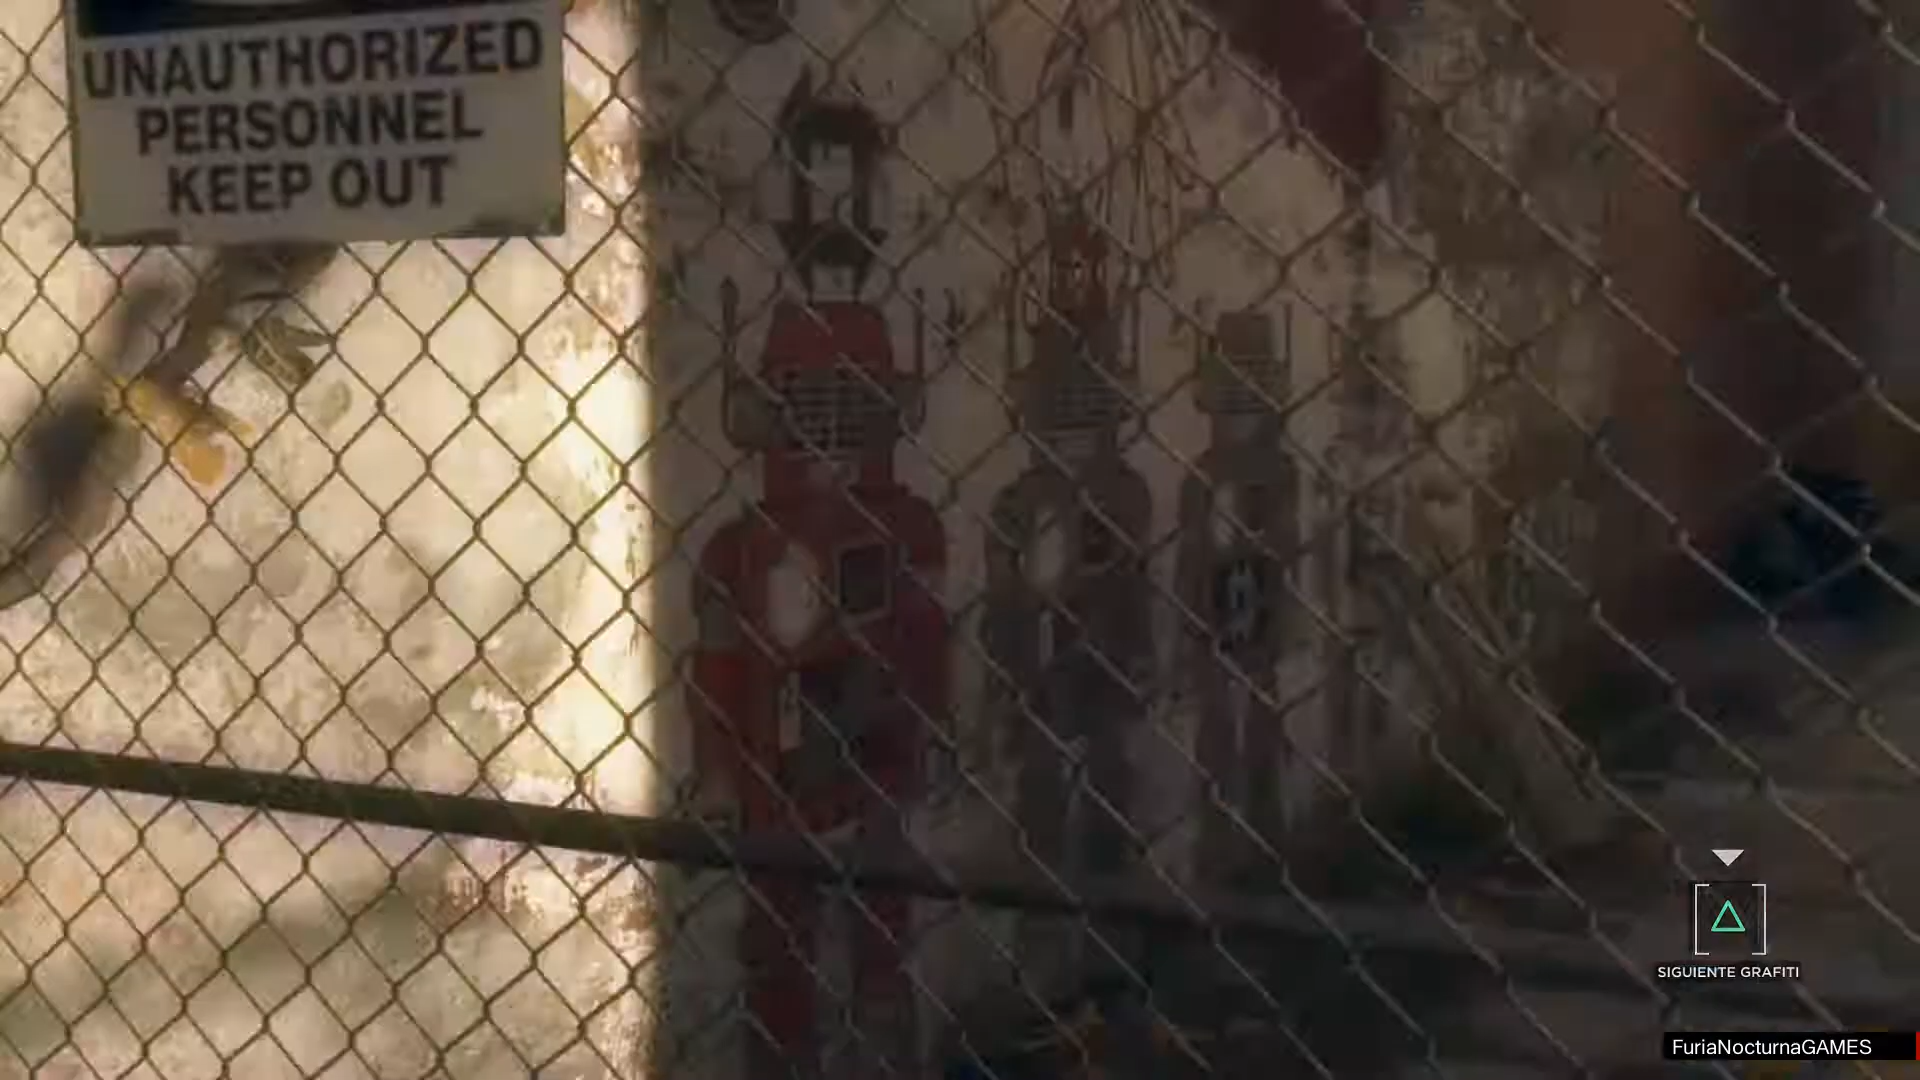 UNAUTHORIZED
PERSONNEL
KEEP OUT
SIGUIENTE GRAFITI
FuriaNocturnaGAMES